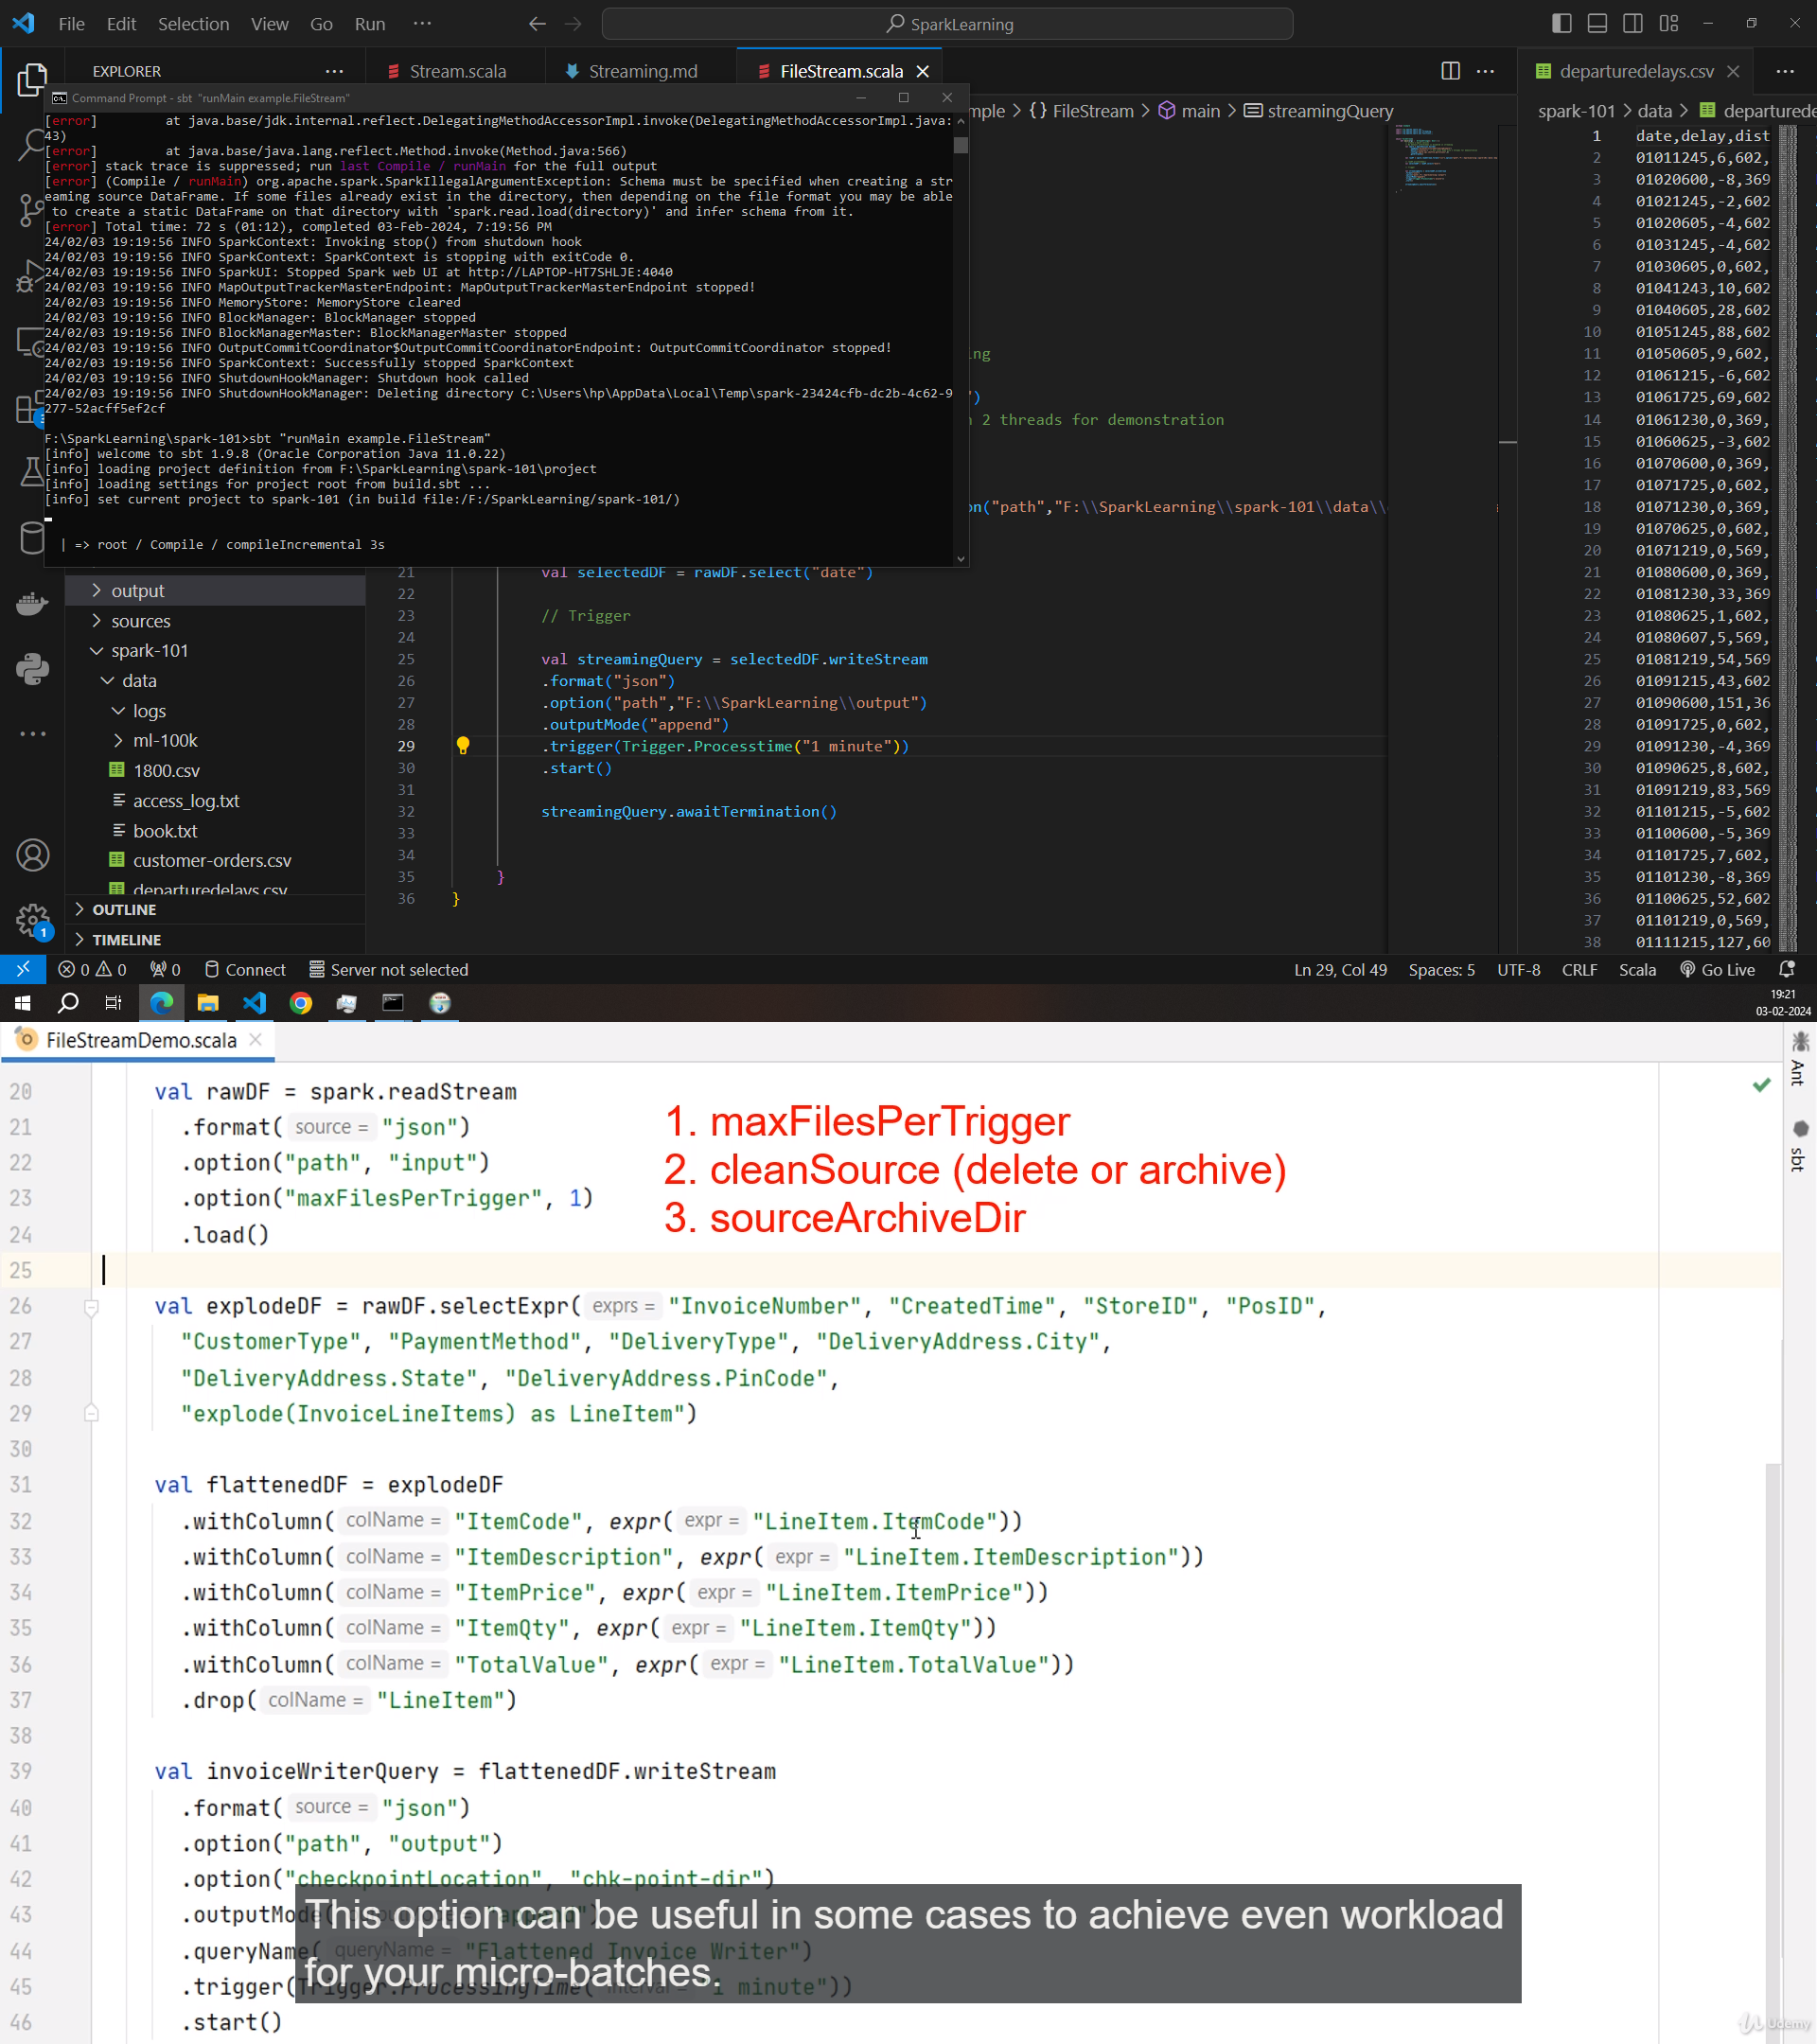 File Edit Selection View Go Run ··· SparkLearning
EXPLORER ···
Stream.scala Streaming.md FileStream.scala departuredelays.csv
Command Prompt - sbt "runMain example.FileStream"
mple > {} FileStream > main > streamingQuery
spark-101 > data > departurede
[error] at java.base/jdk.internal.reflect.DelegatingMethodAccessorImpl.invoke(DelegatingMethodAccessorImpl.java:
43)
[error] at java.base/java.lang.reflect.Method.invoke(Method.java:566)
[error] stack trace is suppressed; run last Compile / runMain for the full output
[error] (Compile / runMain) org.apache.spark.SparkIllegalArgumentException: Schema must be specified when creating a str
eaming source DataFrame. If some files already exist in the directory, then depending on the file format you may be able
to create a static DataFrame on that directory with 'spark.read.load(directory)' and infer schema from it.
[error] Total time: 72 s (01:12), completed 03-Feb-2024, 7:19:56 PM
24/02/03 19:19:56 INFO SparkContext: Invoking stop() from shutdown hook
24/02/03 19:19:56 INFO SparkContext: SparkContext is stopping with exitCode 0.
24/02/03 19:19:56 INFO SparkUI: Stopped Spark web UI at http://LAPTOP-HT7SHLJE:4040
24/02/03 19:19:56 INFO MapOutputTrackerMasterEndpoint: MapOutputTrackerMasterEndpoint stopped!
24/02/03 19:19:56 INFO MemoryStore: MemoryStore cleared
24/02/03 19:19:56 INFO BlockManager: BlockManager stopped
24/02/03 19:19:56 INFO BlockManagerMaster: BlockManagerMaster stopped
24/02/03 19:19:56 INFO OutputCommitCoordinator$OutputCommitCoordinatorEndpoint: OutputCommitCoordinator stopped!
24/02/03 19:19:56 INFO SparkContext: Successfully stopped SparkContext
24/02/03 19:19:56 INFO ShutdownHookManager: Shutdown hook called
24/02/03 19:19:56 INFO ShutdownHookManager: Deleting directory C:\Users\hp\AppData\Local\Temp\spark-23424cfb-dc2b-4c62-9
277-52acff5ef2cf
F:\SparkLearning\spark-101>sbt "runMain example.FileStream"
[info] welcome to sbt 1.9.8 (Oracle Corporation Java 11.0.22)
[info] loading project definition from F:\SparkLearning\spark-101\project
[info] loading settings for project root from build.sbt ...
[info] set current project to spark-101 (in build file:/F:/SparkLearning/spark-101/)
| => root / Compile / compileIncremental 3s
ing
")
2 threads for demonstration
on("path","F:\\SparkLearning\\spark-101\\data\\
output
sources
spark-101
data
logs
ml-100k
1800.csv
access_log.txt
book.txt
customer-orders.csv
departuredelays.csv
OUTLINE
TIMELINE
21 val selectedDF = rawDF.select("date")
22
23 // Trigger
24
25 val streamingQuery = selectedDF.writeStream
26 .format("json")
27 .option("path","F:\\SparkLearning\\output")
28 .outputMode("append")
29 .trigger(Trigger.Processtime("1 minute"))
30 .start()
31
32 streamingQuery.awaitTermination()
33
34
35 }
36 }
1 date,delay,dist
2 01011245,6,602,
3 01020600,-8,369
4 01021245,-2,602
5 01020605,-4,602
6 01031245,-4,602
7 01030605,0,602,
8 01041243,10,602
9 01040605,28,602
10 01051245,88,602
11 01050605,9,602,
12 01061215,-6,602
13 01061725,69,602
14 01061230,0,369,
15 01060625,-3,602
16 01070600,0,369,
17 01071725,0,602,
18 01071230,0,369,
19 01070625,0,602,
20 01071219,0,569,
21 01080600,0,369,
22 01081230,33,369
23 01080625,1,602,
24 01080607,5,569,
25 01081219,54,569
26 01091215,43,602
27 01090600,151,36
28 01091725,0,602,
29 01091230,-4,369
30 01090625,8,602,
31 01091219,83,569
32 01101215,-5,602
33 01100600,-5,369
34 01101725,7,602,
35 01101230,-8,369
36 01100625,52,602
37 01101219,0,569,
38 01111215,127,60
1
0 0 0 Connect Server not selected Ln 29, Col 49 Spaces: 5 UTF-8 CRLF Scala Go Live
19:21
03-02-2024
FileStreamDemo.scala
Ant
sbt
20 val rawDF = spark.readStream
21 .format( source = "json")
22 .option("path", "input")
23 .option("maxFilesPerTrigger", 1)
24 .load()
1. maxFilesPerTrigger
2. cleanSource (delete or archive)
3. sourceArchiveDir
25
26 val explodeDF = rawDF.selectExpr( exprs = "InvoiceNumber", "CreatedTime", "StoreID", "PosID",
27 "CustomerType", "PaymentMethod", "DeliveryType", "DeliveryAddress.City",
28 "DeliveryAddress.State", "DeliveryAddress.PinCode",
29 "explode(InvoiceLineItems) as LineItem")
30
31 val flattenedDF = explodeDF
32 .withColumn( colName = "ItemCode", expr( expr = "LineItem.ItemCode"))
33 .withColumn( colName = "ItemDescription", expr( expr = "LineItem.ItemDescription"))
34 .withColumn( colName = "ItemPrice", expr( expr = "LineItem.ItemPrice"))
35 .withColumn( colName = "ItemQty", expr( expr = "LineItem.ItemQty"))
36 .withColumn( colName = "TotalValue", expr( expr = "LineItem.TotalValue"))
37 .drop( colName = "LineItem")
38
39 val invoiceWriterQuery = flattenedDF.writeStream
40 .format( source = "json")
41 .option("path", "output")
42 .option("checkpointLocation", "chk-point-dir")
43 .outputMode( "append")
44 .queryName( queryName = "Flattened Invoice Writer")
45 .trigger(Trigger.ProcessingTime( interval = "1 minute"))
46 .start()
This option can be useful in some cases to achieve even workload
for your micro-batches.
Udemy